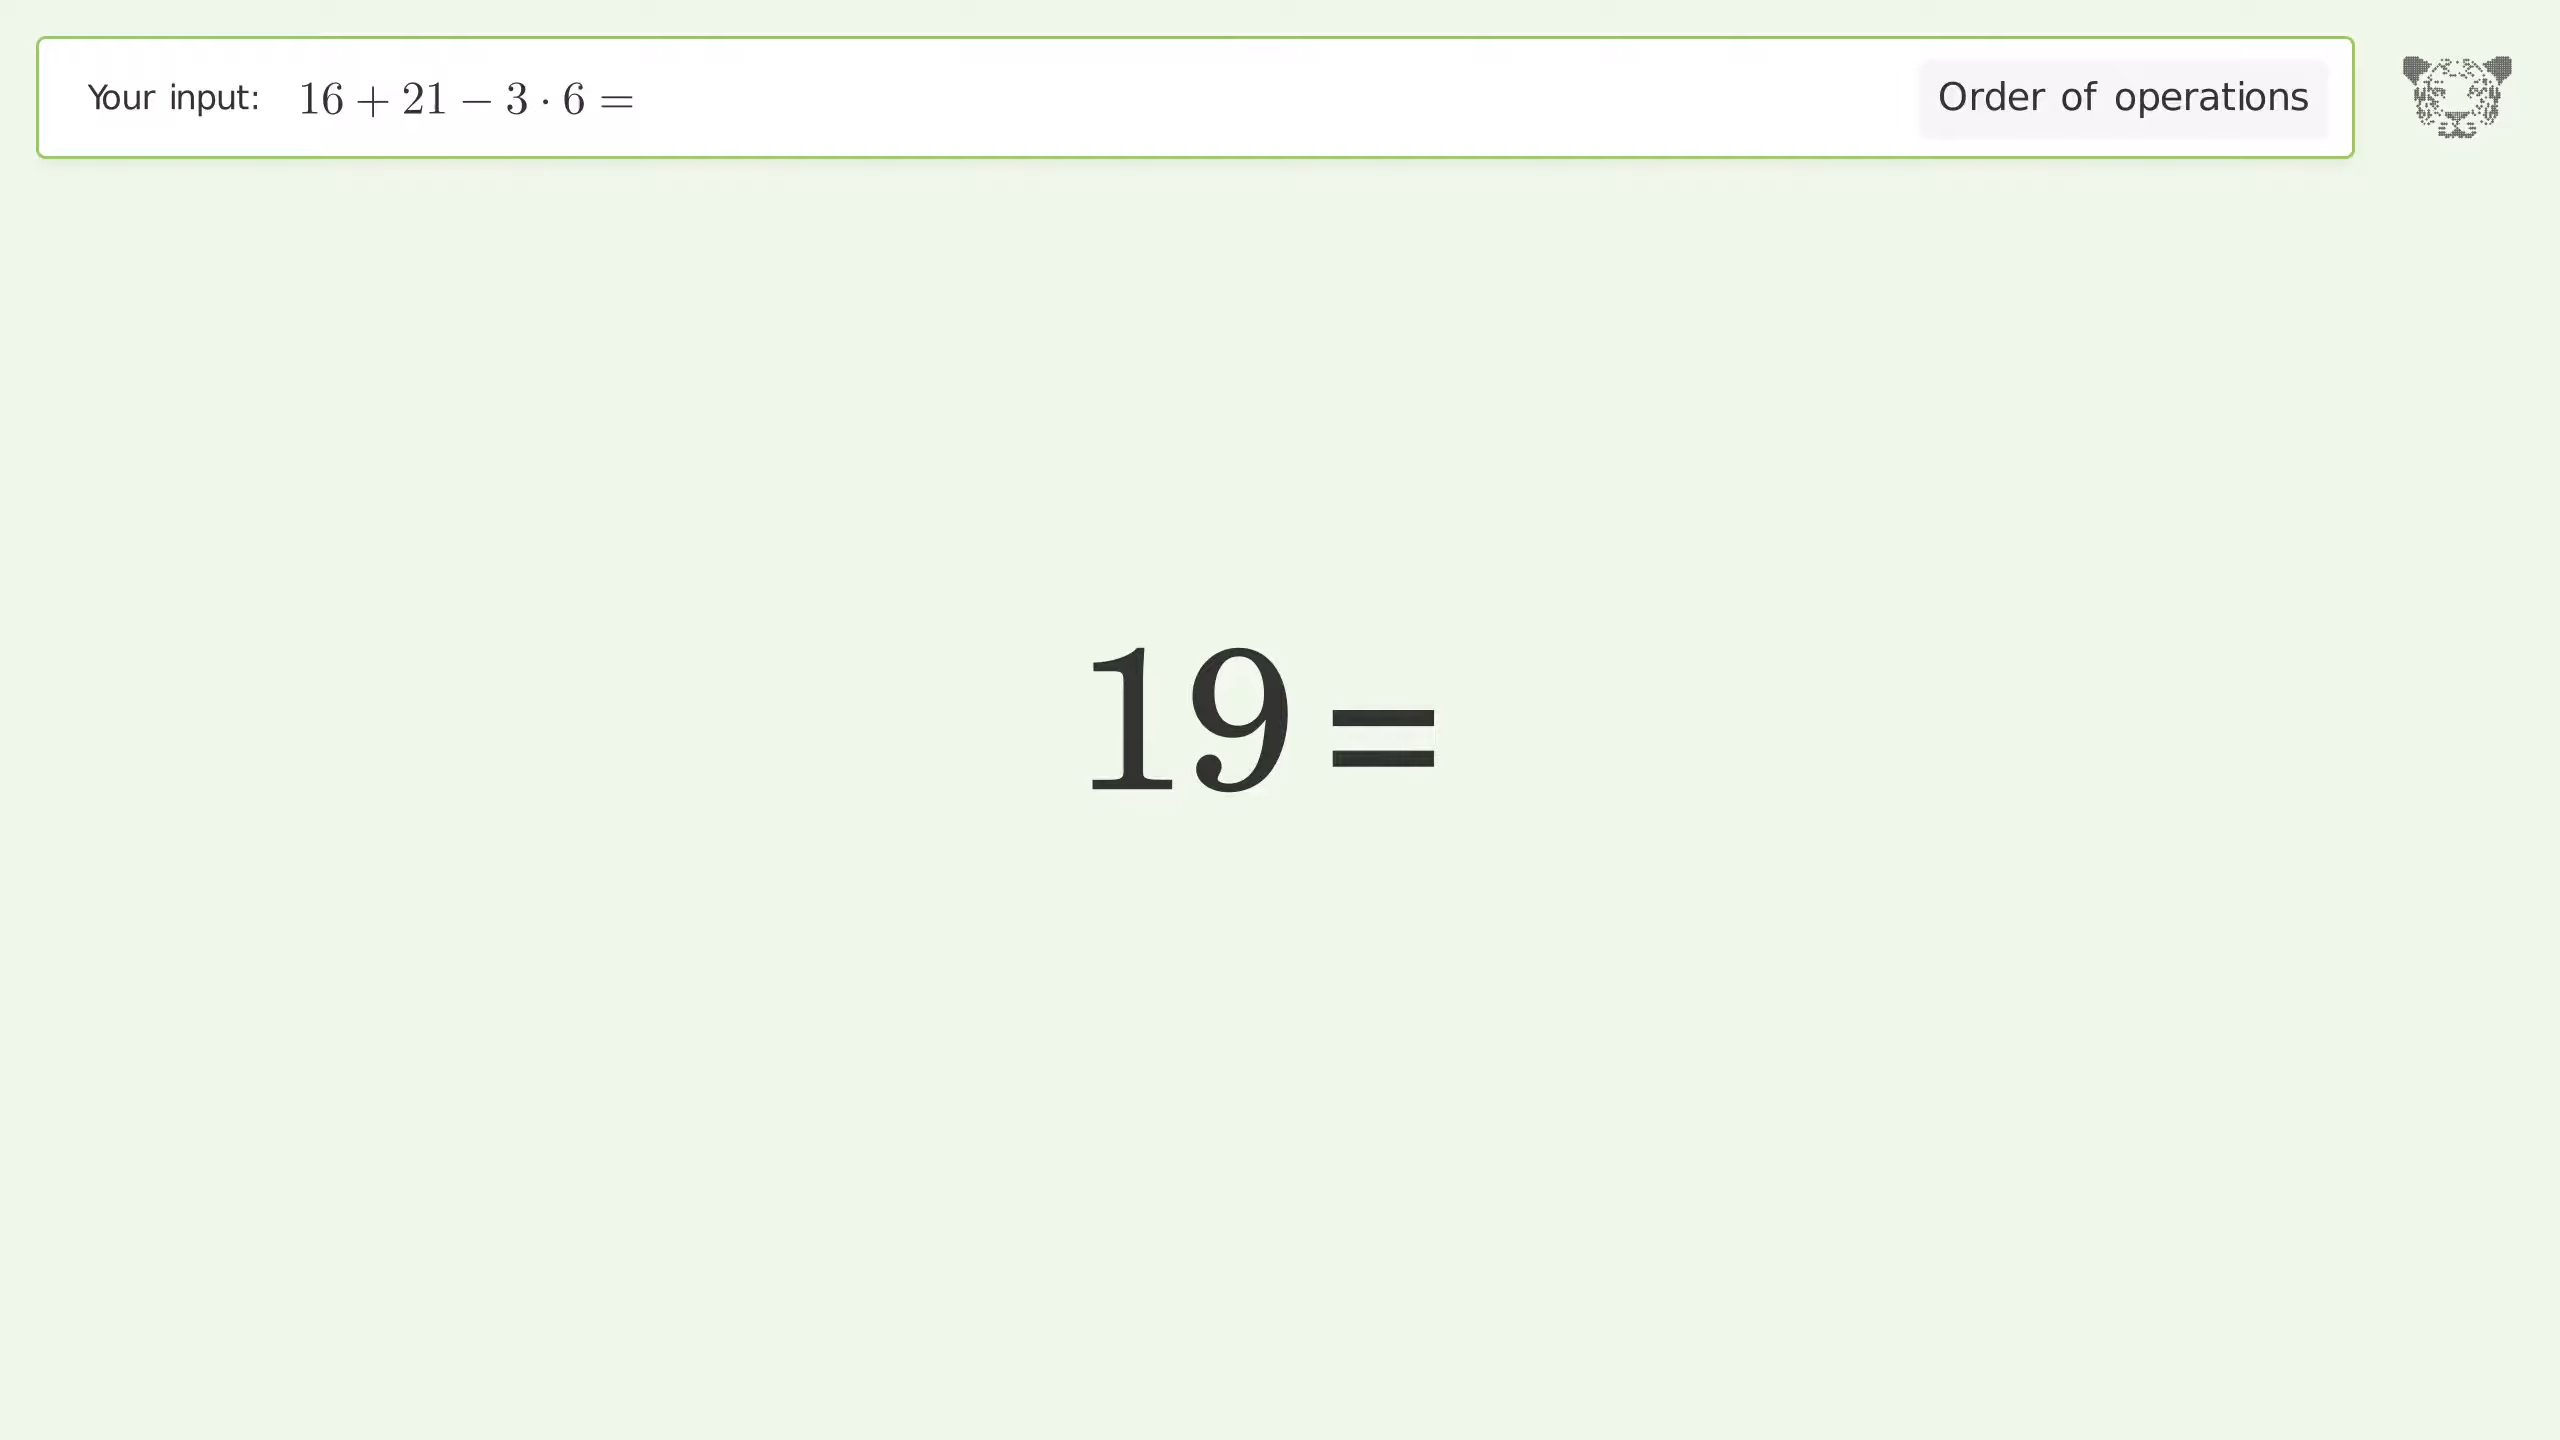 Your input: 16 + 21 − 3 · 6 =
Order of operations
19 =